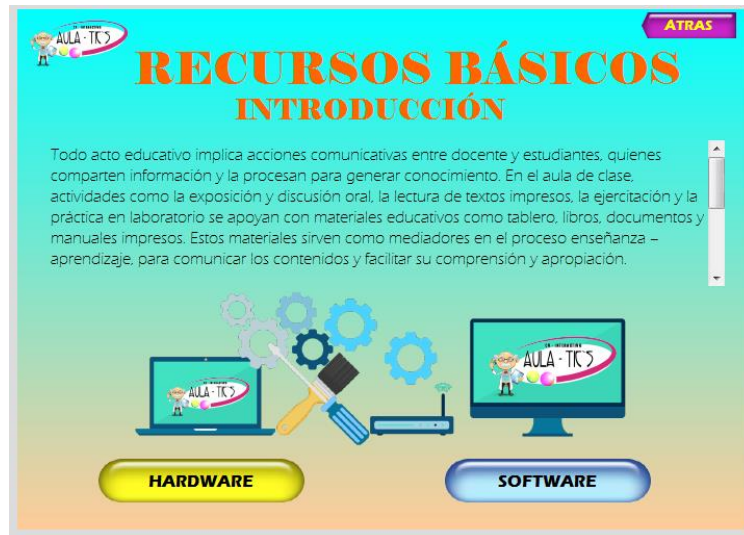 AULA - TIC'S
ATRAS
RECURSOS BÁSICOS
INTRODUCCIÓN
Todo acto educativo implica acciones comunicativas entre docente y estudiantes, quienes
comparten información y la procesan para generar conocimiento. En el aula de clase,
actividades como la exposición y discusión oral, la lectura de textos impresos, la ejercitación y la
práctica en laboratorio se apoyan con materiales educativos como tablero, libros, documentos y
manuales impresos. Estos materiales sirven como mediadores en el proceso enseñanza –
aprendizaje, para comunicar los contenidos y facilitar su comprensión y apropiación.
AULA - TIC'S
AULA - TIC'S
HARDWARE
SOFTWARE